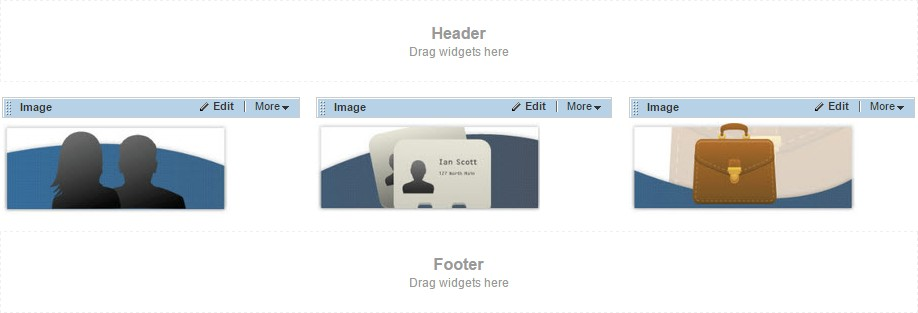 Header
Drag widgets here
Image Edit | More
Image Edit | More
Image Edit | More
Ian Scott
127 North Main
Footer
Drag widgets here